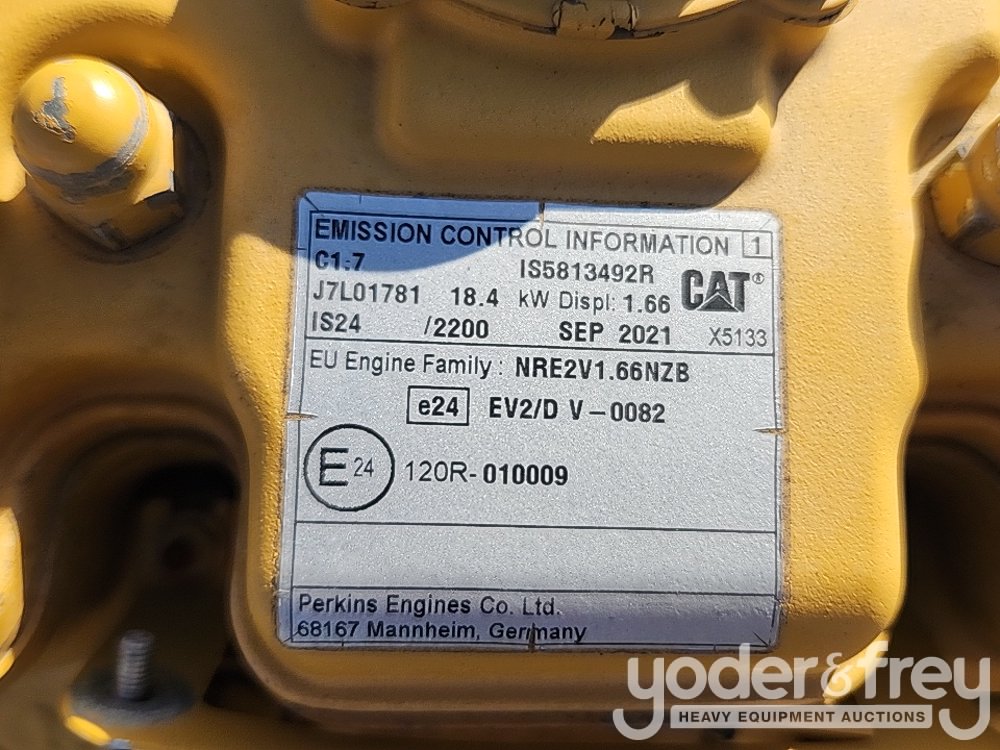 EMISSION CONTROL INFORMATION 1
C1.7 IS5813492R CAT®
J7L01781 18.4 kW Displ: 1.66
IS24 /2200 SEP 2021 X5133
EU Engine Family : NRE2V1.66NZB
e24 EV2/D V-0082
E 24 120R-010009
Perkins Engines Co. Ltd.
68167 Mannheim, Germany
yoder&frey
HEAVY EQUIPMENT AUCTIONS